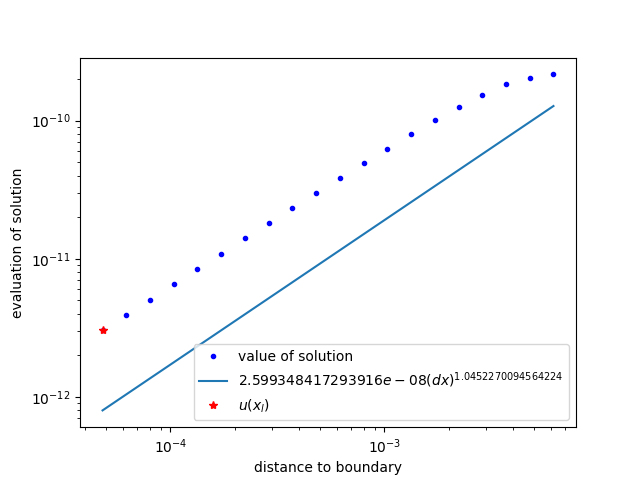 10^{-10}
10^{-11}
10^{-12}
evaluation of solution
value of solution
2.599348417293916e − 08(dx)^{1.0452270094564224}
u(x_l)
10^{-4}
10^{-3}
distance to boundary